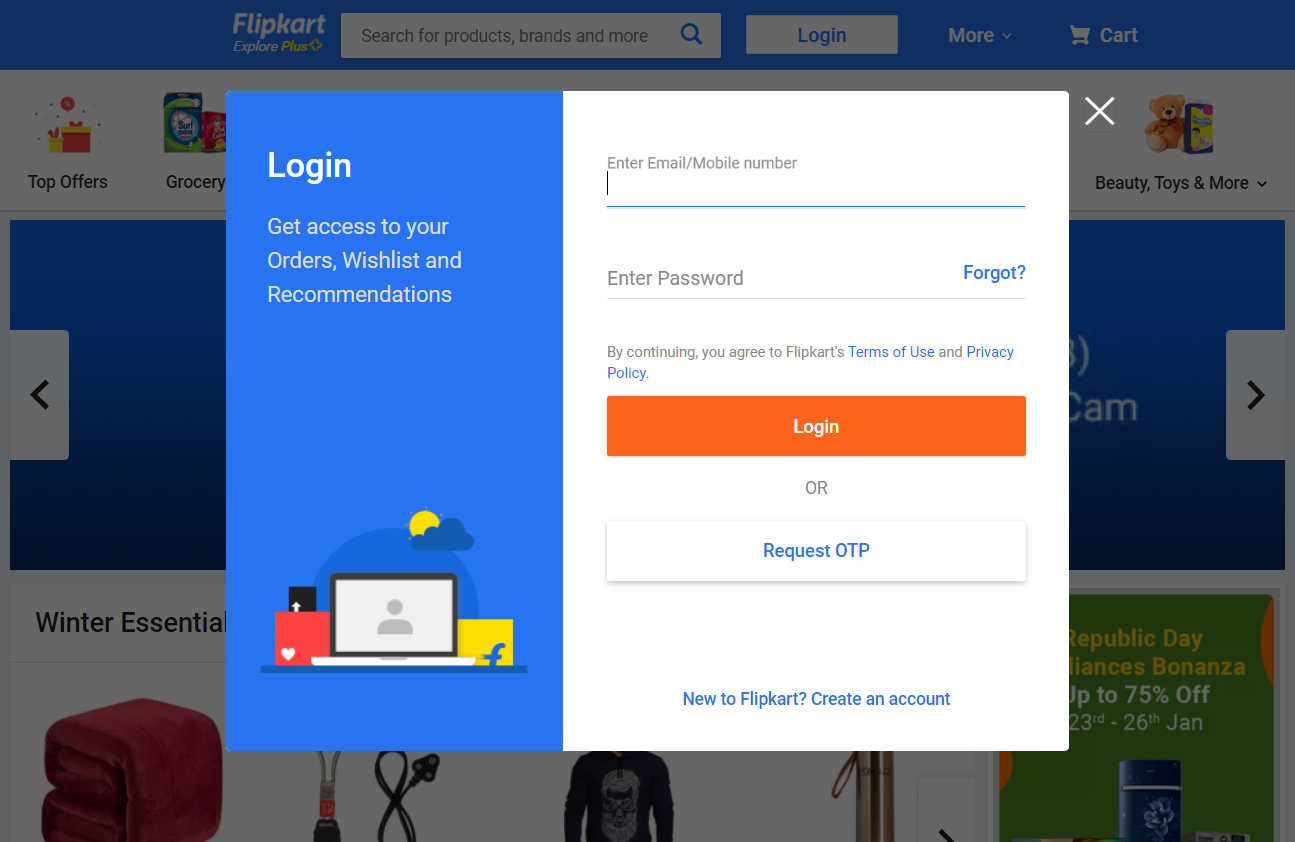 Flipkart
Explore Plus
Search for products, brands and more
Login
More
Cart
Top Offers
Grocery
Beauty, Toys & More
Surf
excel
Login
Get access to your
Orders, Wishlist and
Recommendations
Enter Email/Mobile number
Enter Password
Forgot?
By continuing, you agree to Flipkart's Terms of Use and Privacy
Policy.
Login
OR
Request OTP
New to Flipkart? Create an account
Cam
Winter Essential
Republic Day
liances Bonanza
Up to 75% Off
23rd - 26th Jan